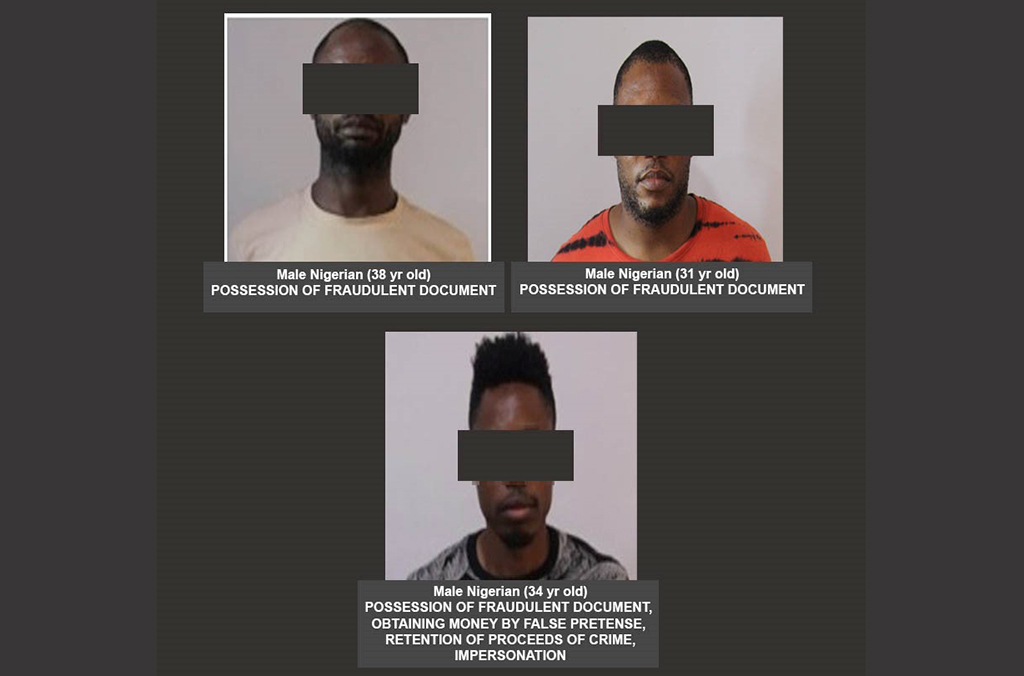 Male Nigerian (38 yr old)
POSSESSION OF FRAUDULENT DOCUMENT
Male Nigerian (31 yr old)
POSSESSION OF FRAUDULENT DOCUMENT
Male Nigerian (34 yr old)
POSSESSION OF FRAUDULENT DOCUMENT,
OBTAINING MONEY BY FALSE PRETENSE,
RETENTION OF PROCEEDS OF CRIME,
IMPERSONATION